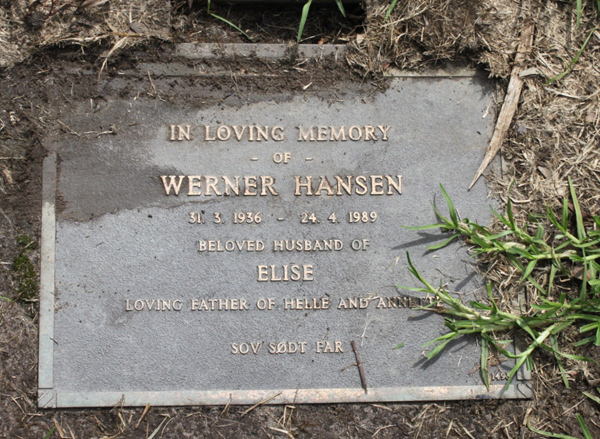 IN LOVING MEMORY
- OF -
WERNER HANSEN
31. 3. 1936 - 24. 4. 1989
BELOVED HUSBAND OF
ELISE
LOVING FATHER OF HELLE AND
SOV SØDT FAR